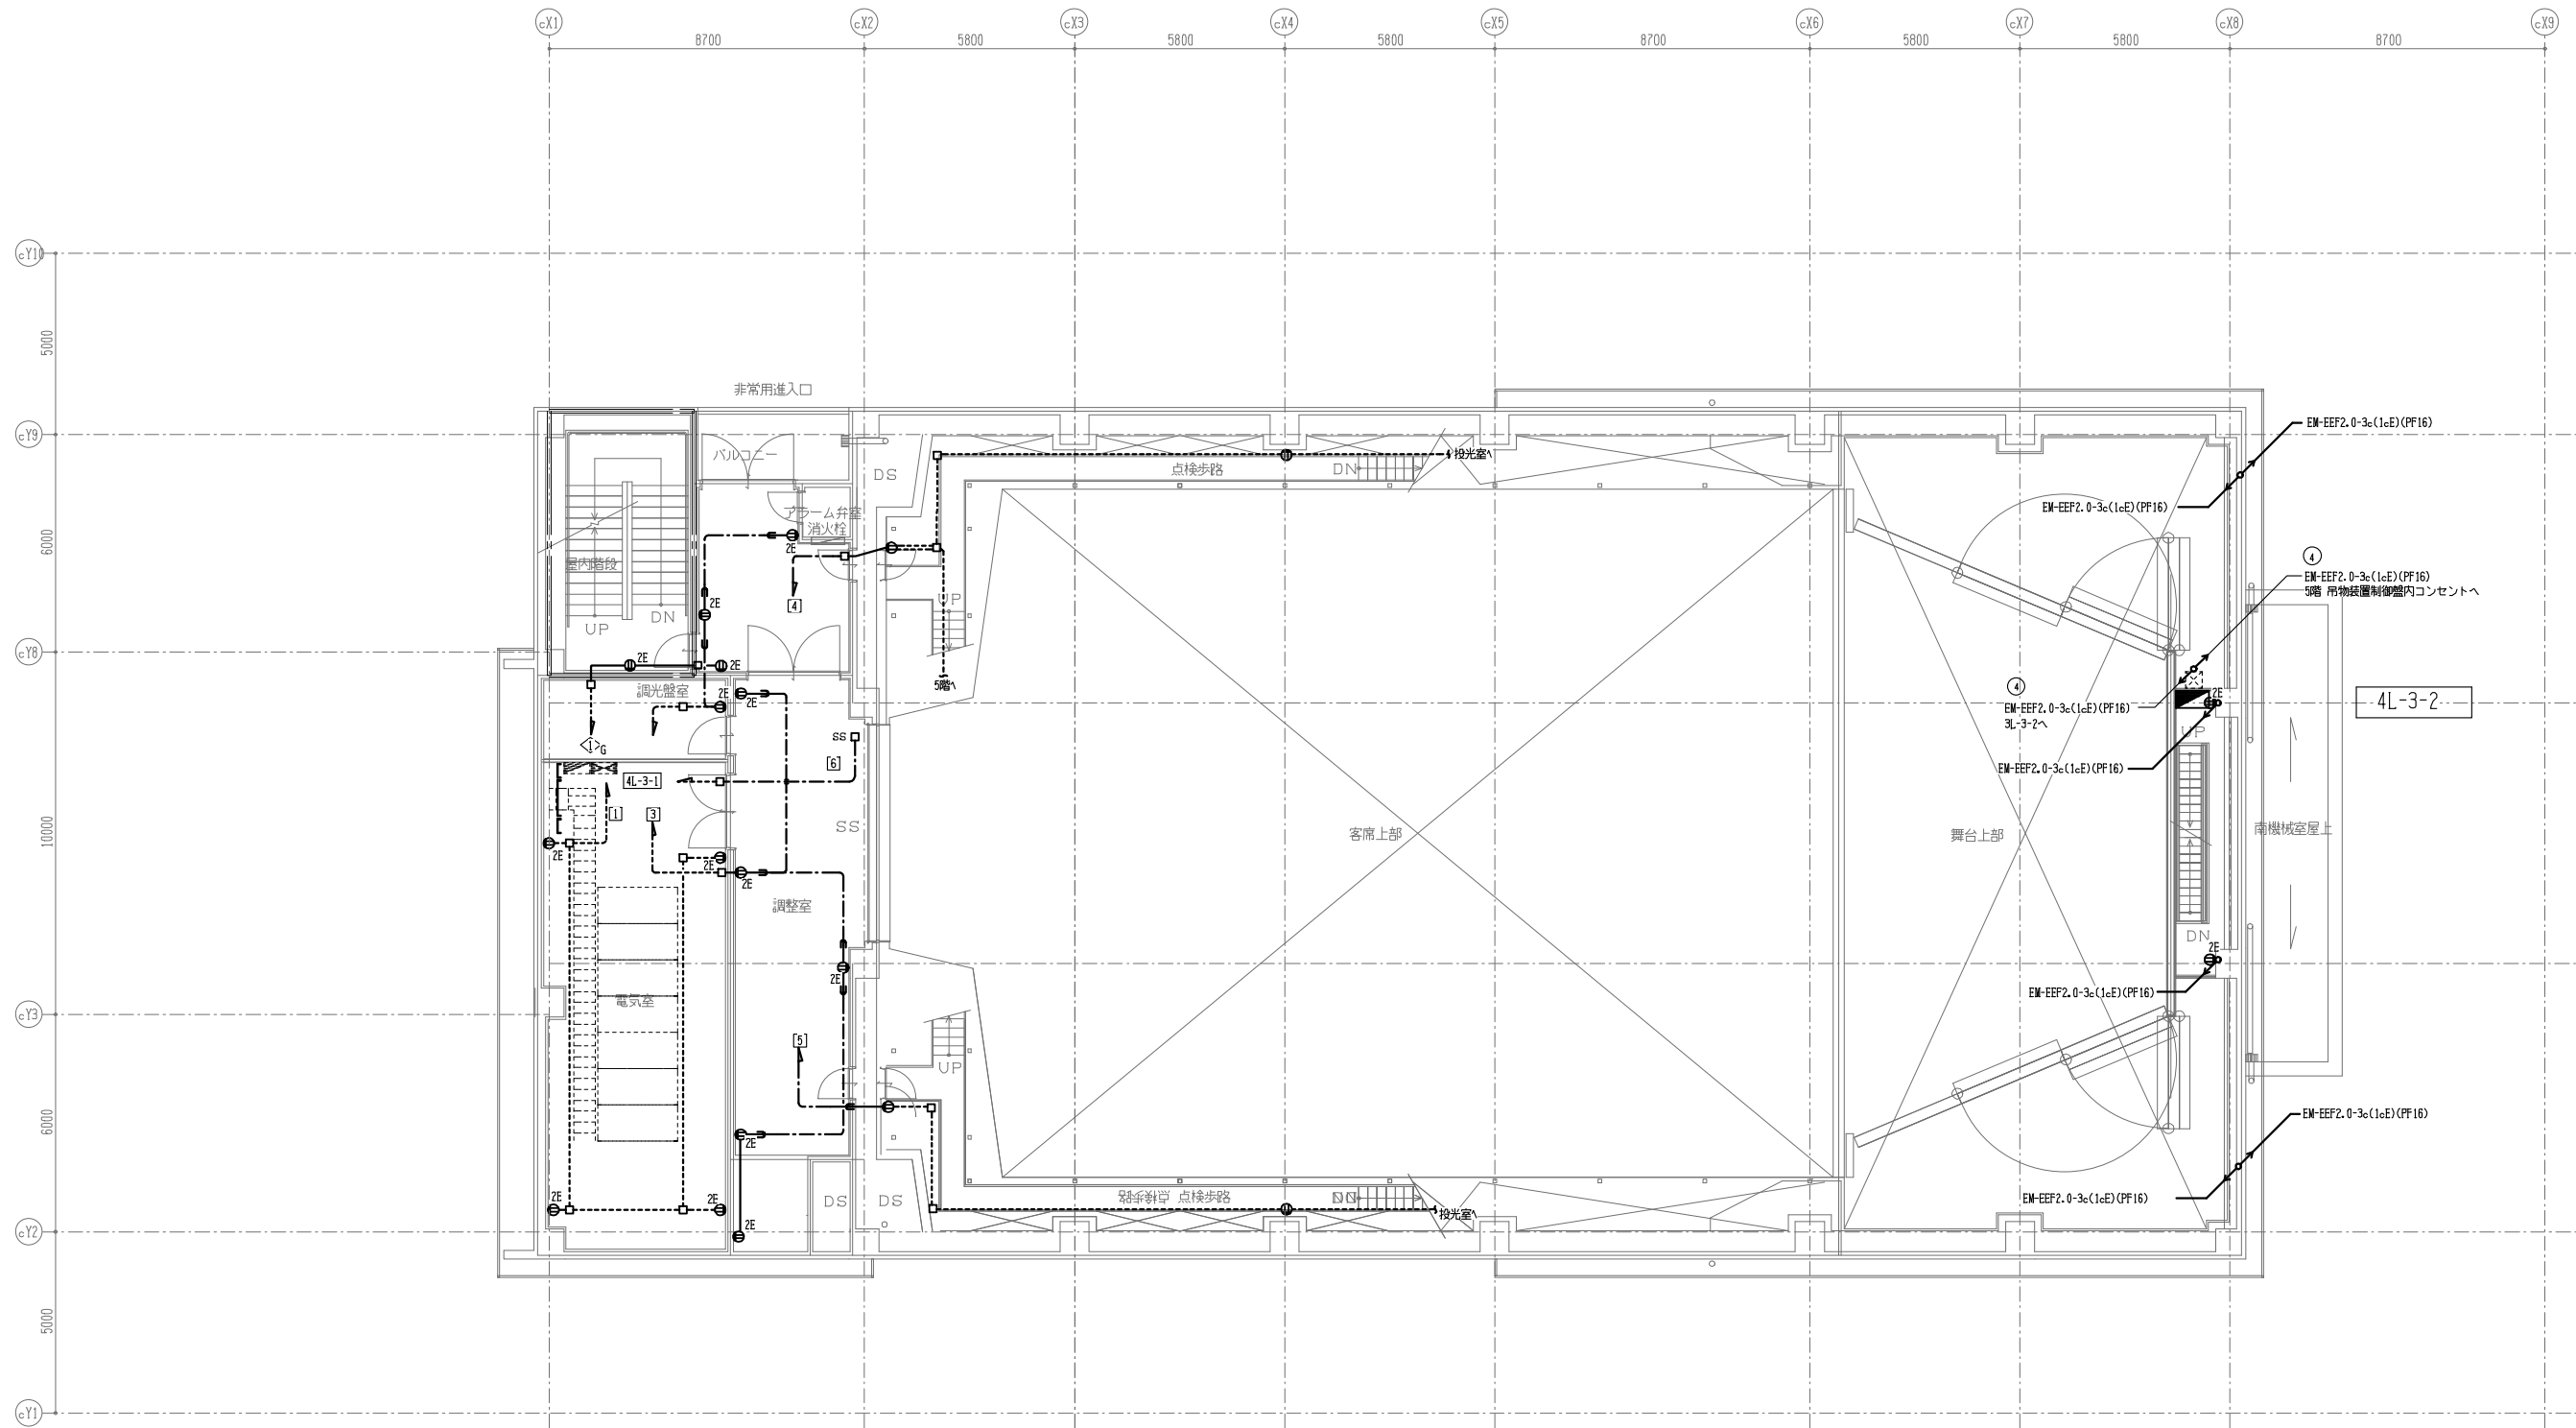 cX1 cX2 cX3 cX4 cX5 cX6 cX7 cX8 cX9
8700 5800 5800 5800 8700 5800 5800 8700
cY10
5000
非常用進入口
cY9
EM-EEF2.0-3c(1cE)(PF16)
バルコニー
DS
点検歩路
DN
投光室へ
EM-EEF2.0-3c(1cE)(PF16)
アラーム弁室
消火栓
6000
2E
4
屋内階段
EM-EEF2.0-3c(1cE)(PF16)
5階 吊物装置制御盤内コンセントへ
2E
4
UP
DN
UP
cY8
2E
2E
5階へ
調光盤室
2E
2E
4
2E
4L-3-2
EM-EEF2.0-3c(1cE)(PF16)
3L-3-2へ
UP
SS
1
G
6
EM-EEF2.0-3c(1cE)(PF16)
4L-3-1
1
3
10000
SS
客席上部
舞台上部
南機械室屋上
2E
2E
2E
調整室
DN
2E
2E
EM-EEF2.0-3c(1cE)(PF16)
電気室
cY3
5
UP
6000
EM-EEF2.0-3c(1cE)(PF16)
2E
2E
2E
DS
DS
点検歩路
点検歩路
DN
DN
EM-EEF2.0-3c(1cE)(PF16)
投光室へ
2E
cY2
5000
cY1